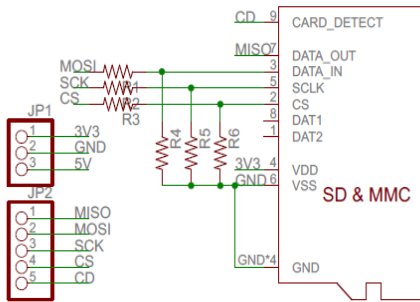 CD 9 CARD_DETECT
MISO 7 DATA_OUT
MOSI 3 DATA_IN
SCK R1 5 SCLK
CS R2 2 CS
R3
8 DAT1
1 DAT2
R4 R5 R6
3V3 4 VDD
GND 6 VSS
SD & MMC
GND*4 GND
JP1
1 3V3
2 GND
3 5V
JP2
1 MISO
2 MOSI
3 SCK
4 CS
5 CD